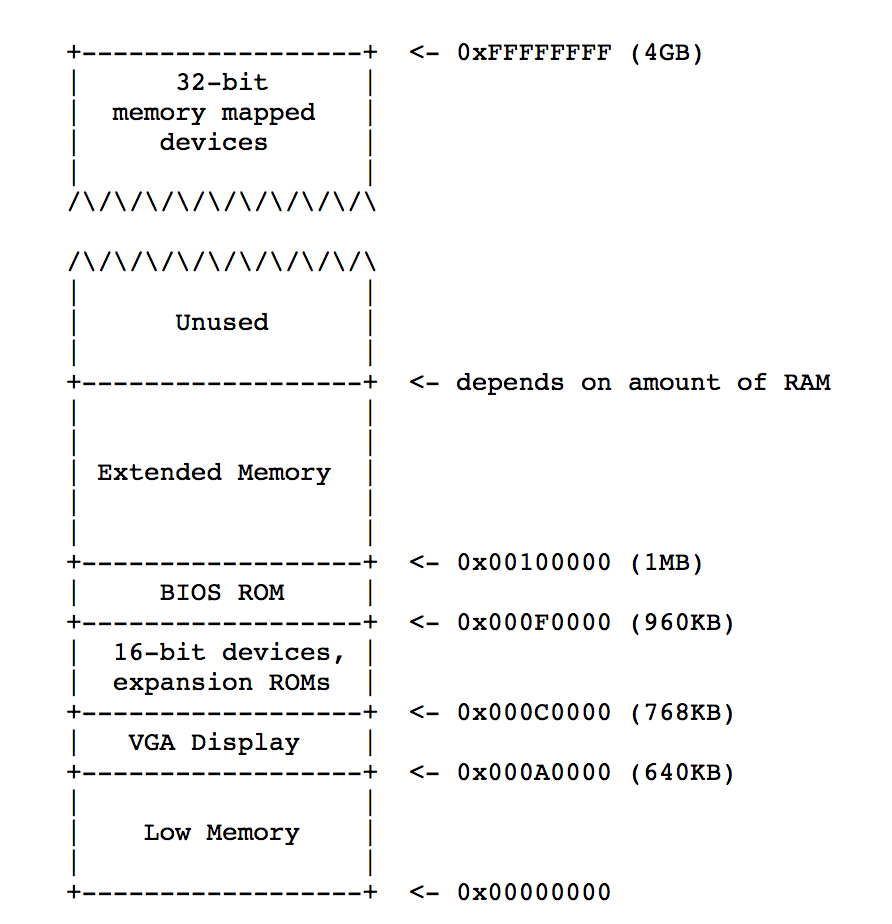 +------------------+  <- 0xFFFFFFFF (4GB)
|      32-bit      |
|  memory mapped   |
|     devices      |
|                  |
/\/\/\/\/\/\/\/\/\/\

/\/\/\/\/\/\/\/\/\/\
|                  |
|      Unused      |
|                  |
+------------------+  <- depends on amount of RAM
|                  |
|                  |
| Extended Memory  |
|                  |
|                  |
+------------------+  <- 0x00100000 (1MB)
|     BIOS ROM     |
+------------------+  <- 0x000F0000 (960KB)
|  16-bit devices, |
|  expansion ROMs  |
+------------------+  <- 0x000C0000 (768KB)
|   VGA Display    |
+------------------+  <- 0x000A0000 (640KB)
|                  |
|    Low Memory    |
|                  |
+------------------+  <- 0x00000000